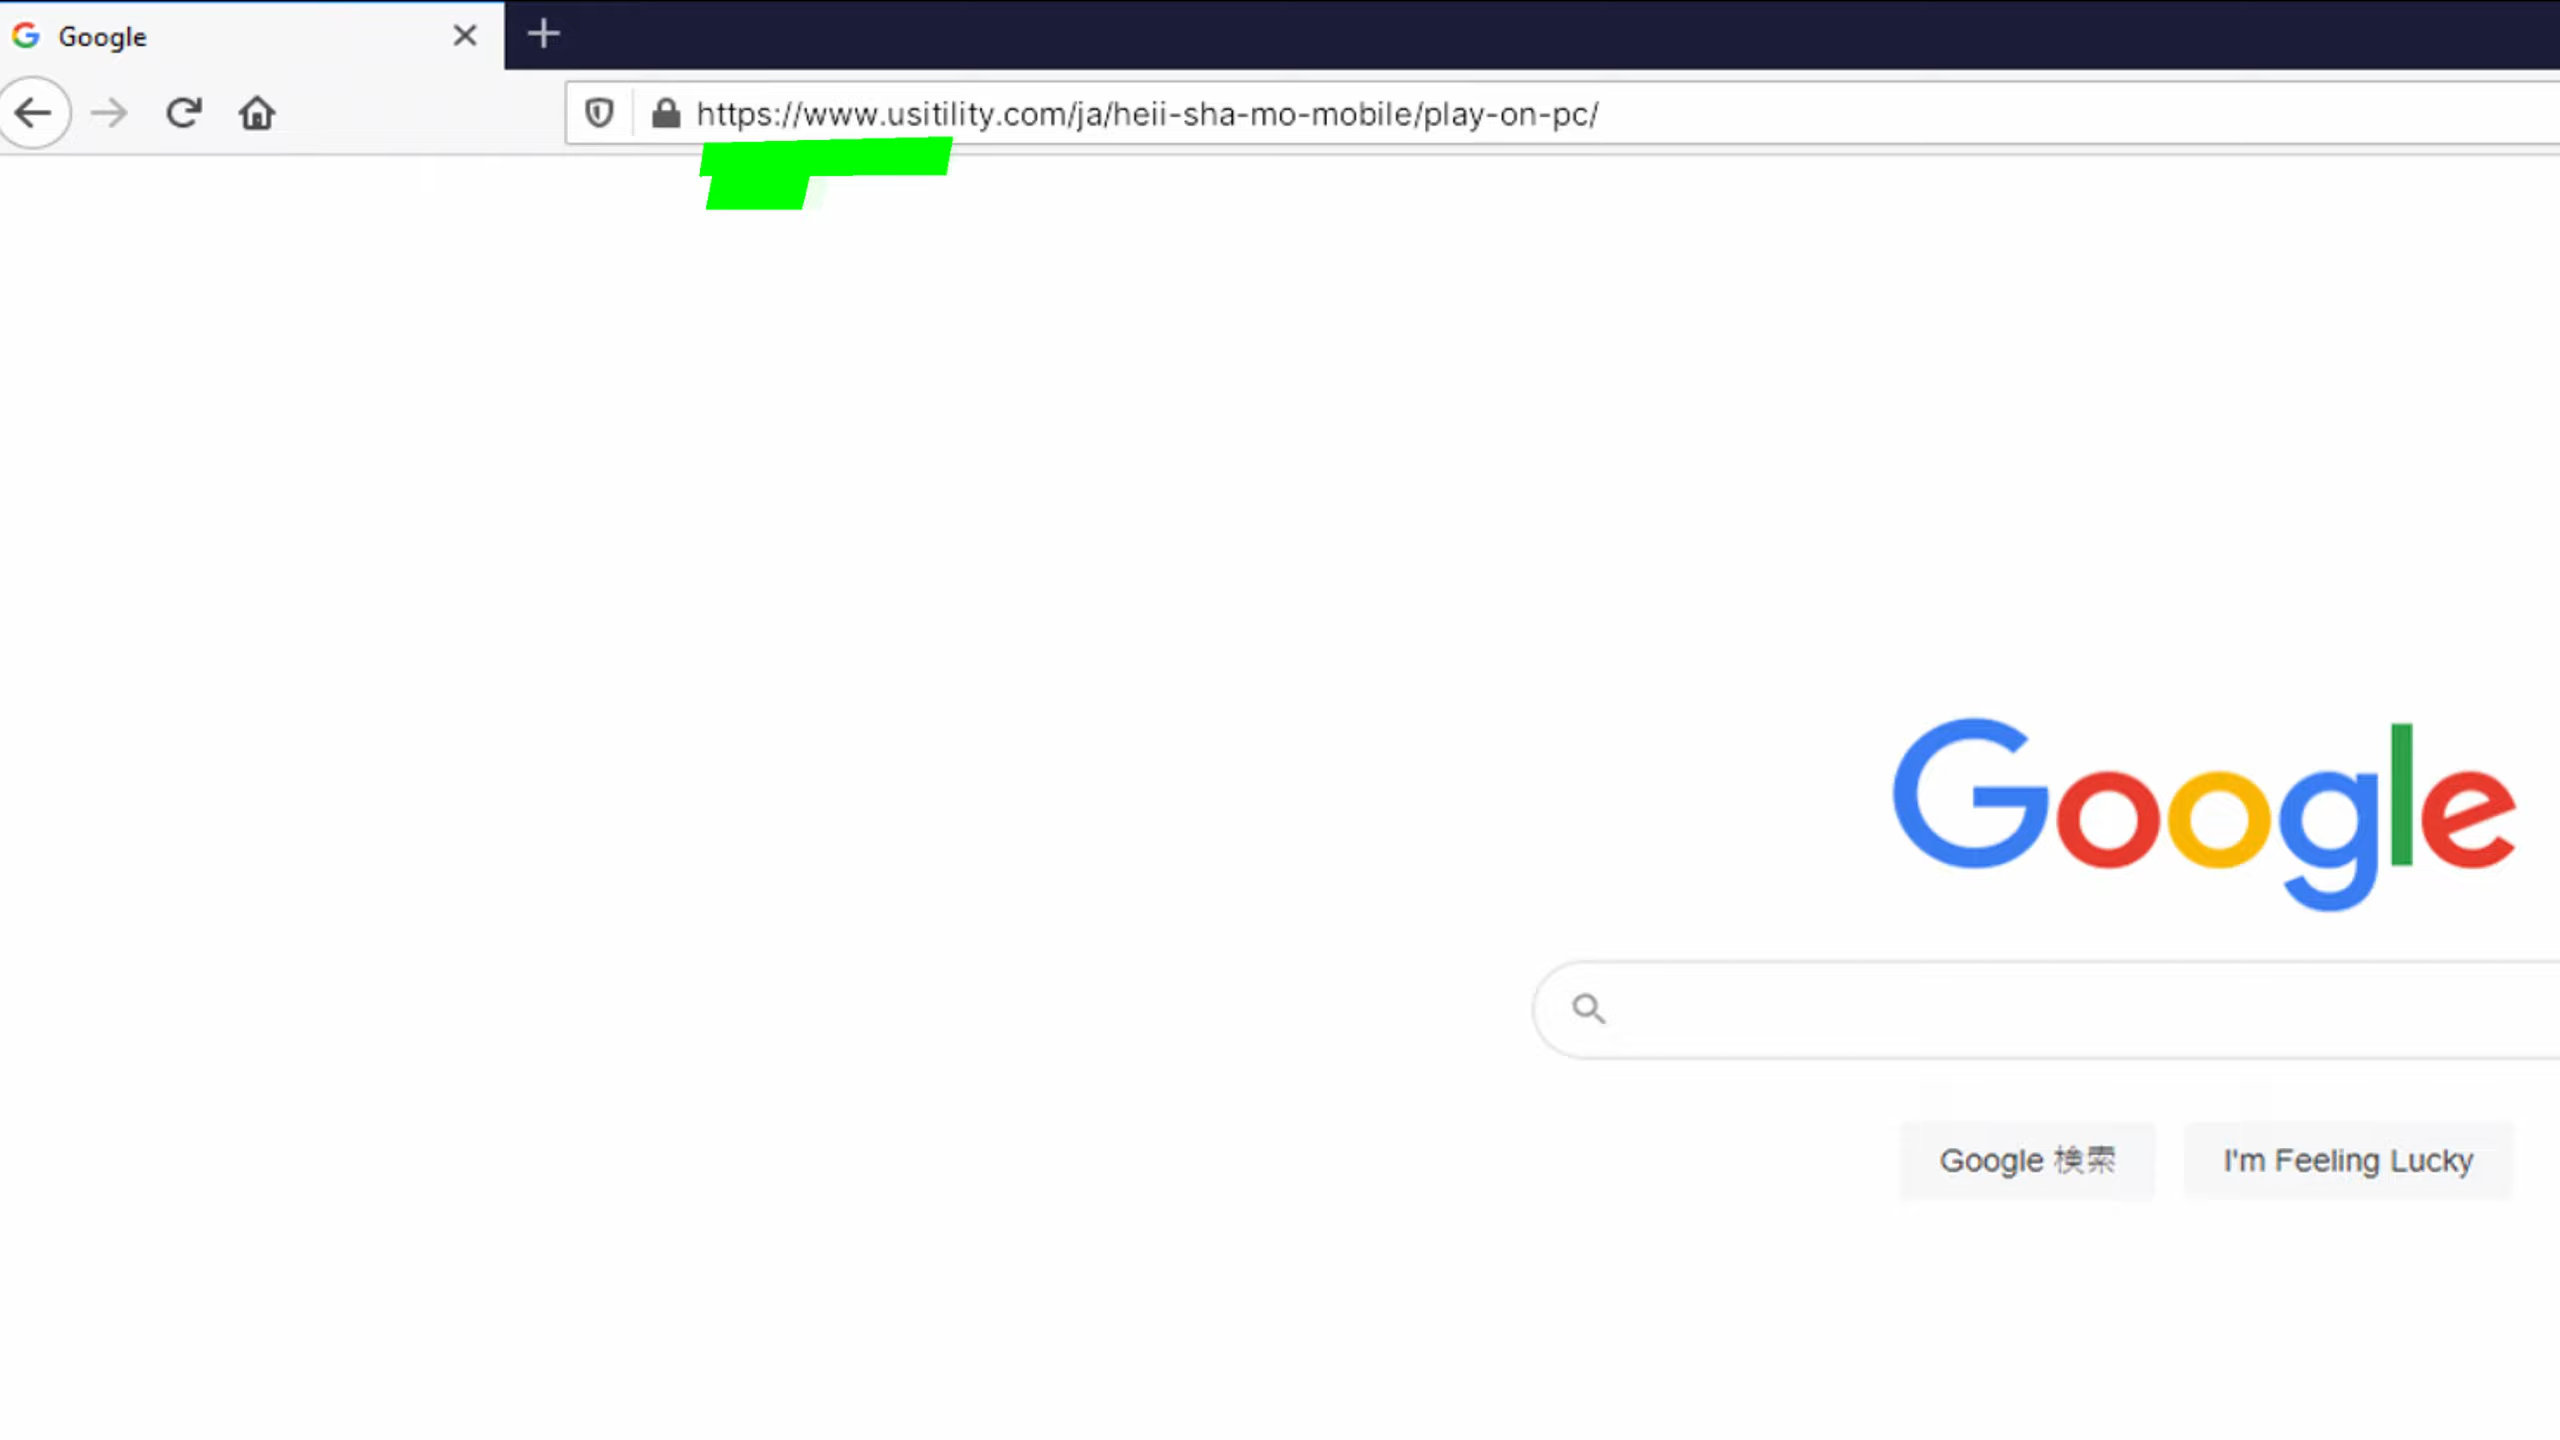 Google
https://www.usitility.com/ja/heii-sha-mo-mobile/play-on-pc/
Google
Google 検索
I'm Feeling Lucky